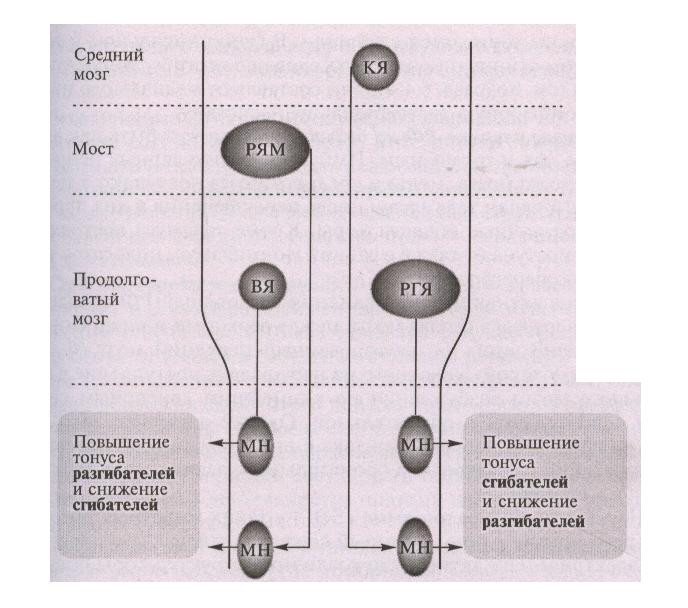 Средний
мозг
КЯ
Мост
РЯМ
Продолго-
ватый
мозг
ВЯ
РГЯ
Повышение
тонуса
разгибателей
и снижение
сгибателей
МН
МН
Повышение
тонуса
сгибателей
и снижение
разгибателей
МН
МН